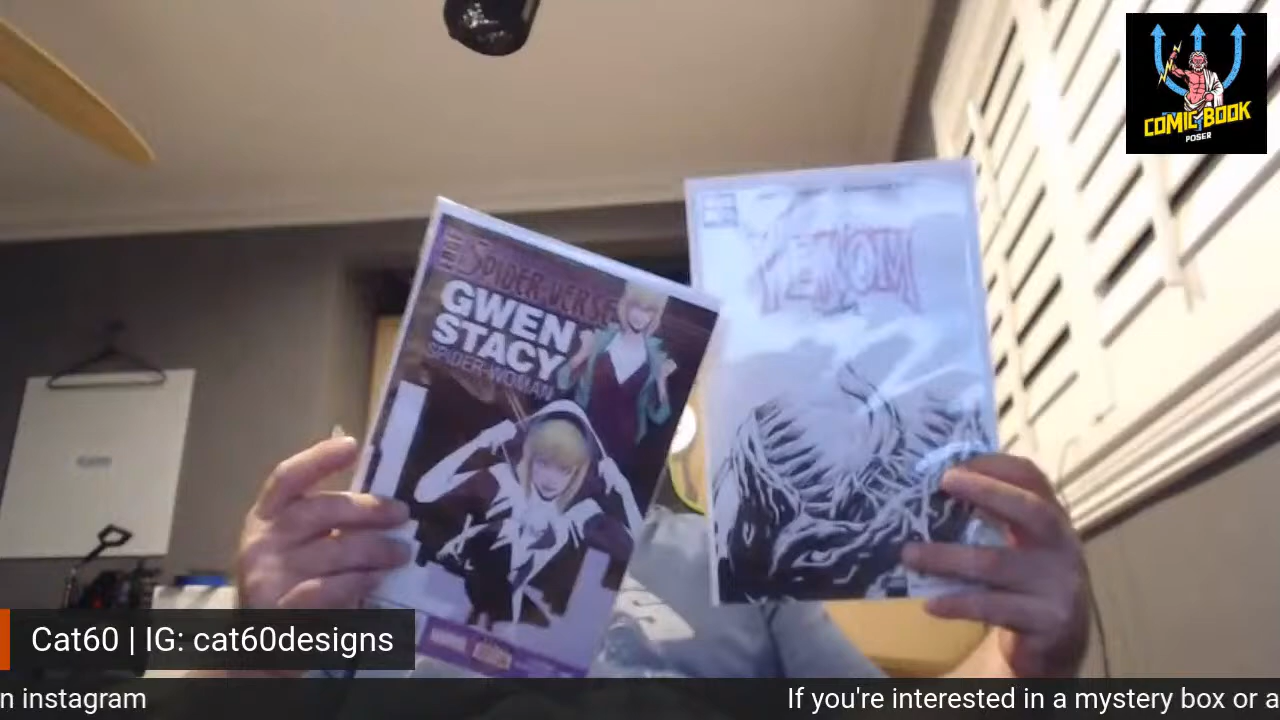 COMIC BOOK
POSER
SPIDER-VERSE
GWEN
STACY
SPIDER-WOMAN
VENOM
Cat60 | IG: cat60designs
n instagram
If you're interested in a mystery box or a